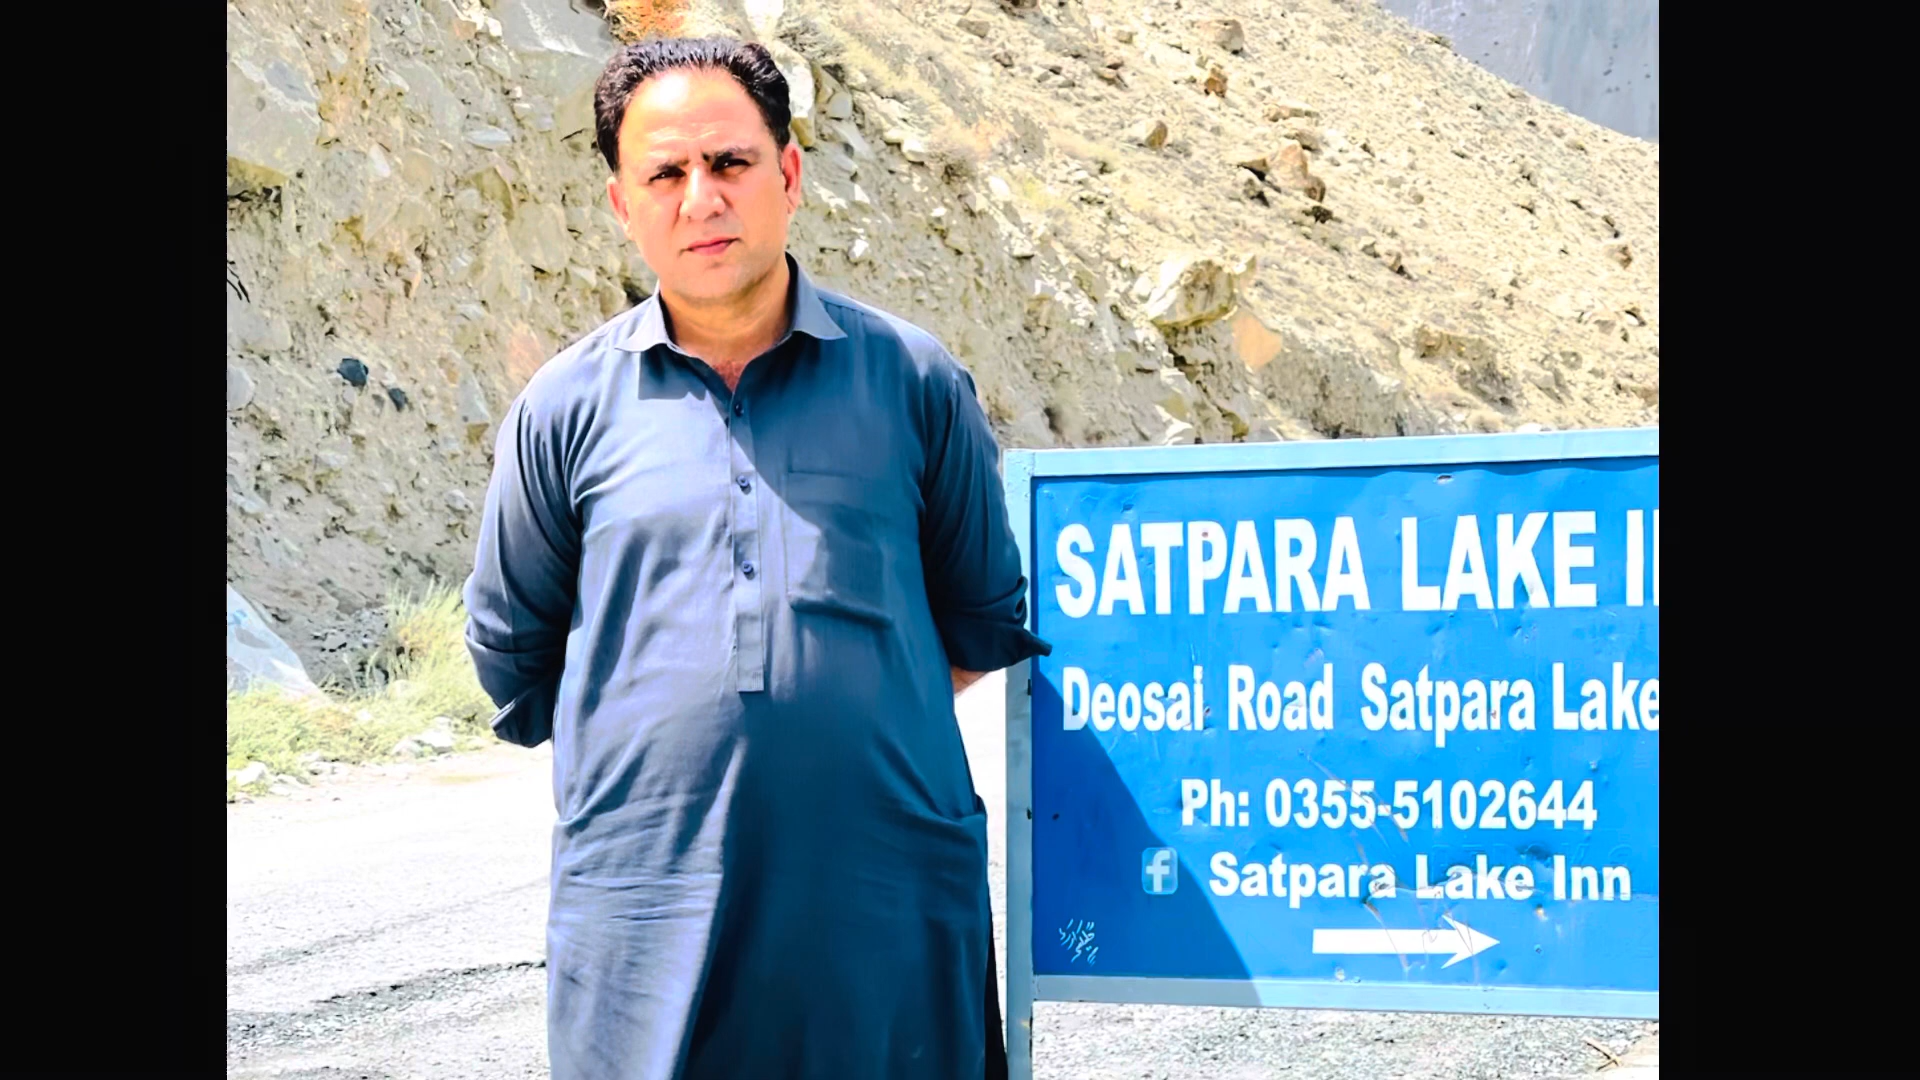 SATPARA LAKE
Deosai Road Satpara Lake
Ph: 0355-5102644
f Satpara Lake Inn